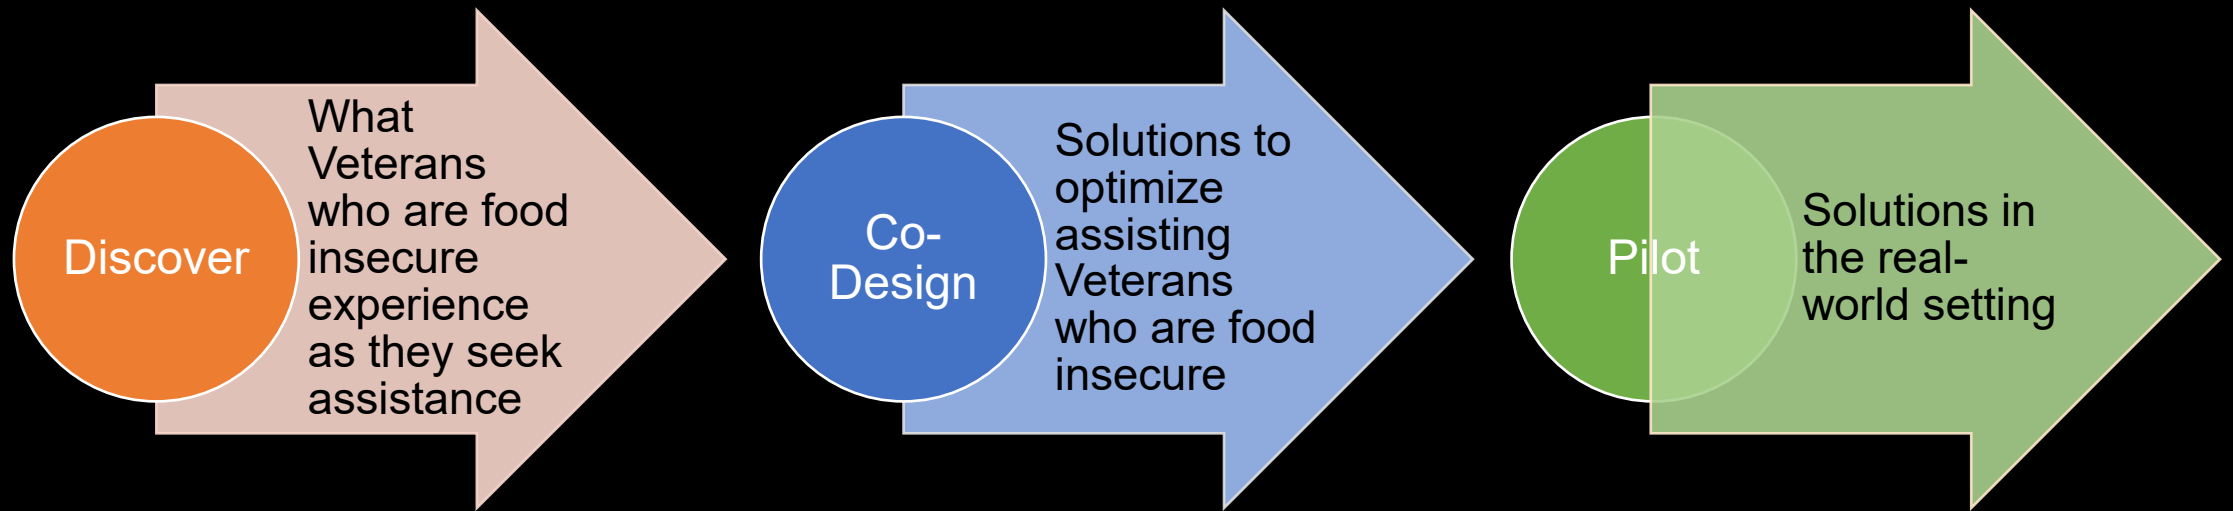 Discover
What
Veterans
who are food
insecure
experience
as they seek
assistance
Co-
Design
Solutions to
optimize
assisting
Veterans
who are food
insecure
Pilot
Solutions in
the real-
world setting